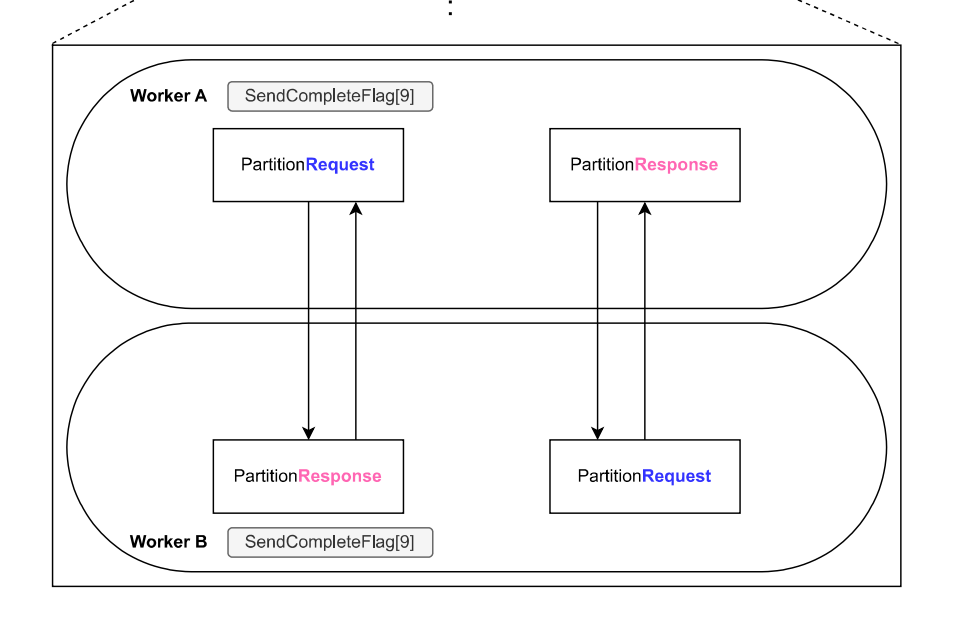 Worker A SendCompleteFlag[9]
PartitionRequest PartitionResponse
PartitionResponse PartitionRequest
Worker B SendCompleteFlag[9]